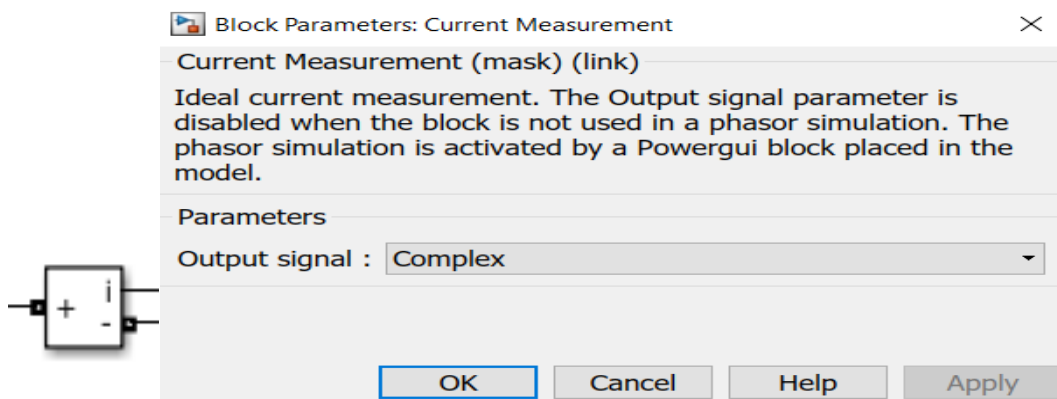 Block Parameters: Current Measurement
Current Measurement (mask) (link)
Ideal current measurement. The Output signal parameter is
disabled when the block is not used in a phasor simulation. The
phasor simulation is activated by a Powergui block placed in the
model.
Parameters
Output signal : Complex
+ i
-
OK Cancel Help Apply